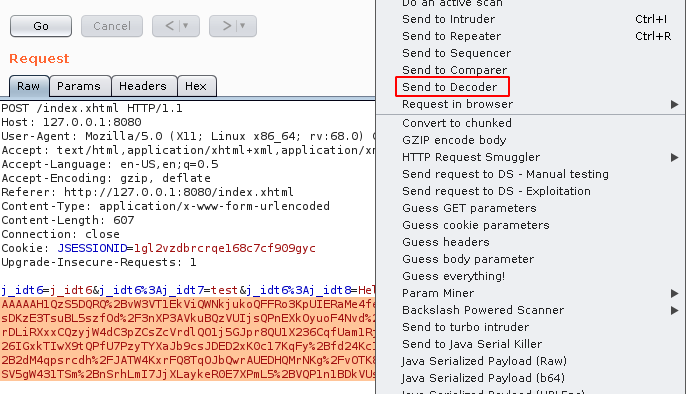 Go
Cancel
<
>
Request
Raw
Params
Headers
Hex
POST /index.xhtml HTTP/1.1
Host: 127.0.0.1:8080
User-Agent: Mozilla/5.0 (X11; Linux x86_64; rv:68.0)
Accept: text/html,application/xhtml+xml,application/xm
Accept-Language: en-US,en;q=0.5
Accept-Encoding: gzip, deflate
Referer: http://127.0.0.1:8080/index.xhtml
Content-Type: application/x-www-form-urlencoded
Content-Length: 607
Connection: close
Cookie: JSESSIONID=1gl2vzdbrcrqe168c7cf909gyc
Upgrade-Insecure-Requests: 1
j_idt6=j_idt6&j_idt6%3Aj_idt7=test&j_idt6%3Aj_idt8=Hel
AAAAAH1QzS5DQRQ%2BvW3VT1EkViQWNkjukoQFFRo3KpUIERaMe4fe
sDKzE3TsuBL5szfOd%2F3nXP3AVkuBQzVUIjsQPnEXkOyuoF4Nvd%2
rDLiRXxxCQzyjW4dC3pZCsZcVrdlQO1j5GJpr8QU1X236CqfUam1Rj
26IGxkTIwX9tQPfU7PzyTYXaJb9csJDED2xK0c17KqFy%2Bfd24KcI
2B2dM4qpsrcdh%2FJATW4KxrFQ8TqOJbQwrAUEDHQMrNKg%2Fv0TK8
SV5gW431TSm%2BnSrhLmI7JjXLaykeR0E7XPmL5%2BVQP1n1BDkVUs
Do an active scan
Send to Intruder Ctrl+I
Send to Repeater Ctrl+R
Send to Sequencer
Send to Comparer
Send to Decoder
Request in browser
Convert to chunked
GZIP encode body
HTTP Request Smuggler
Send request to DS - Manual testing
Send request to DS - Exploitation
Guess GET parameters
Guess cookie parameters
Guess headers
Guess body parameter
Guess everything!
Param Miner
Backslash Powered Scanner
Send to turbo intruder
Send to Java Serial Killer
Java Serialized Payload (Raw)
Java Serialized Payload (b64)